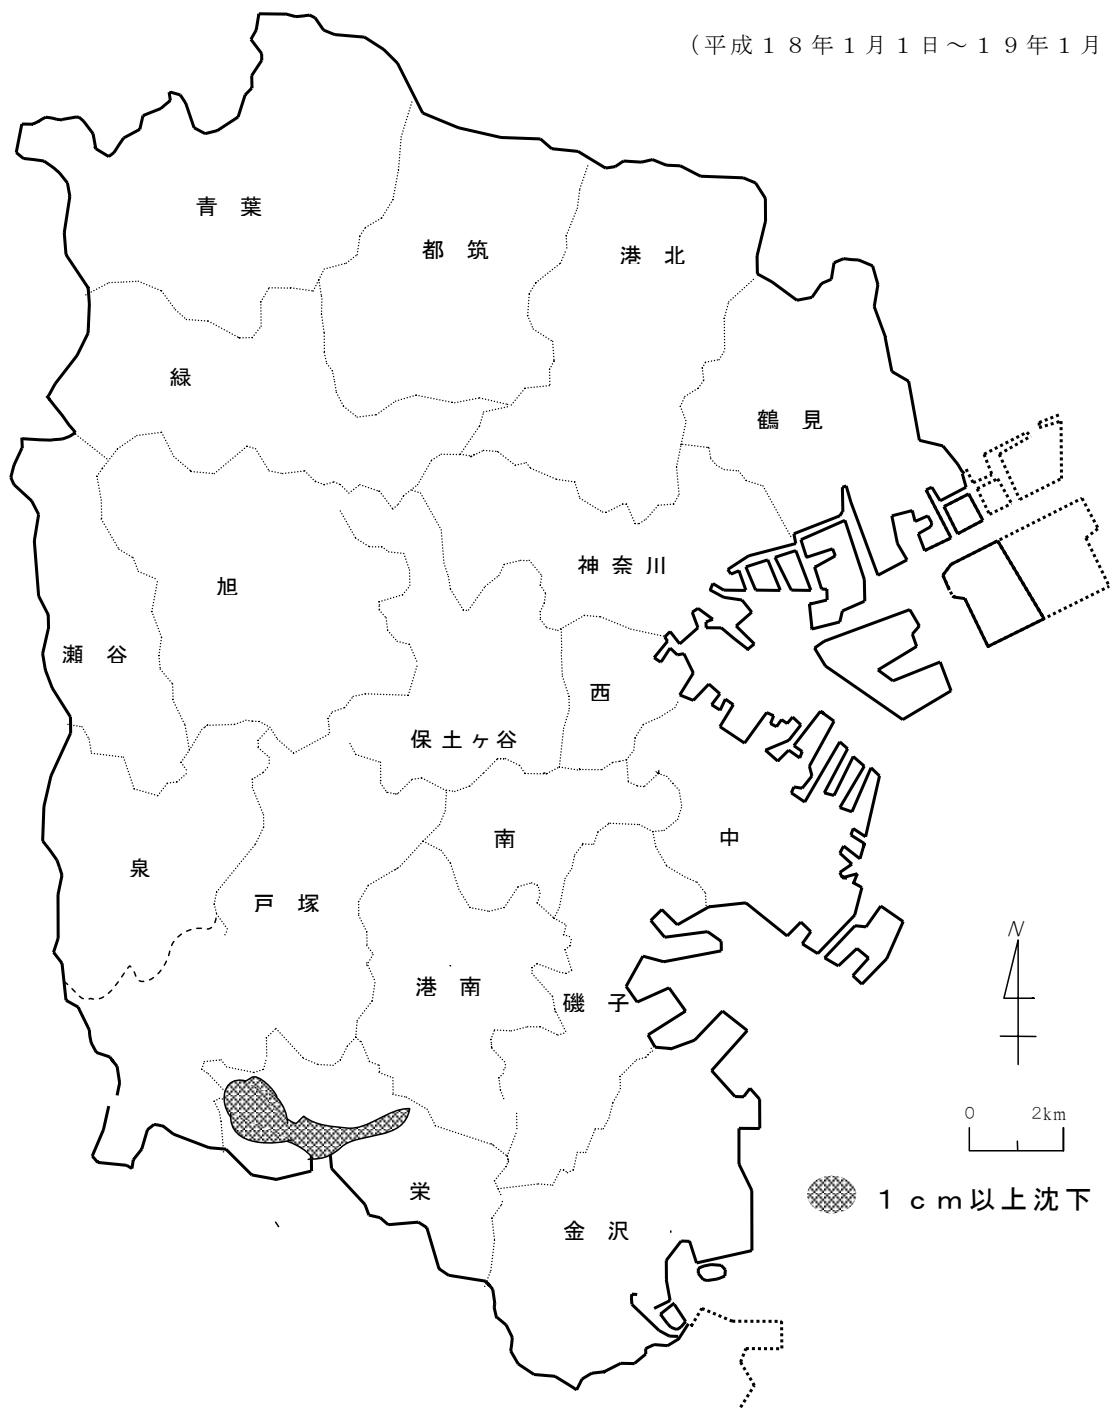 （平成１８年１月１日～１９年１月
青 葉
都 筑
港 北
緑
鶴 見
神 奈 川
旭
瀬 谷
西
保 土 ヶ 谷
南
中
泉
戸 塚
港 南
磯 子
N
0 2km
栄
１ｃｍ以上沈下
金 沢